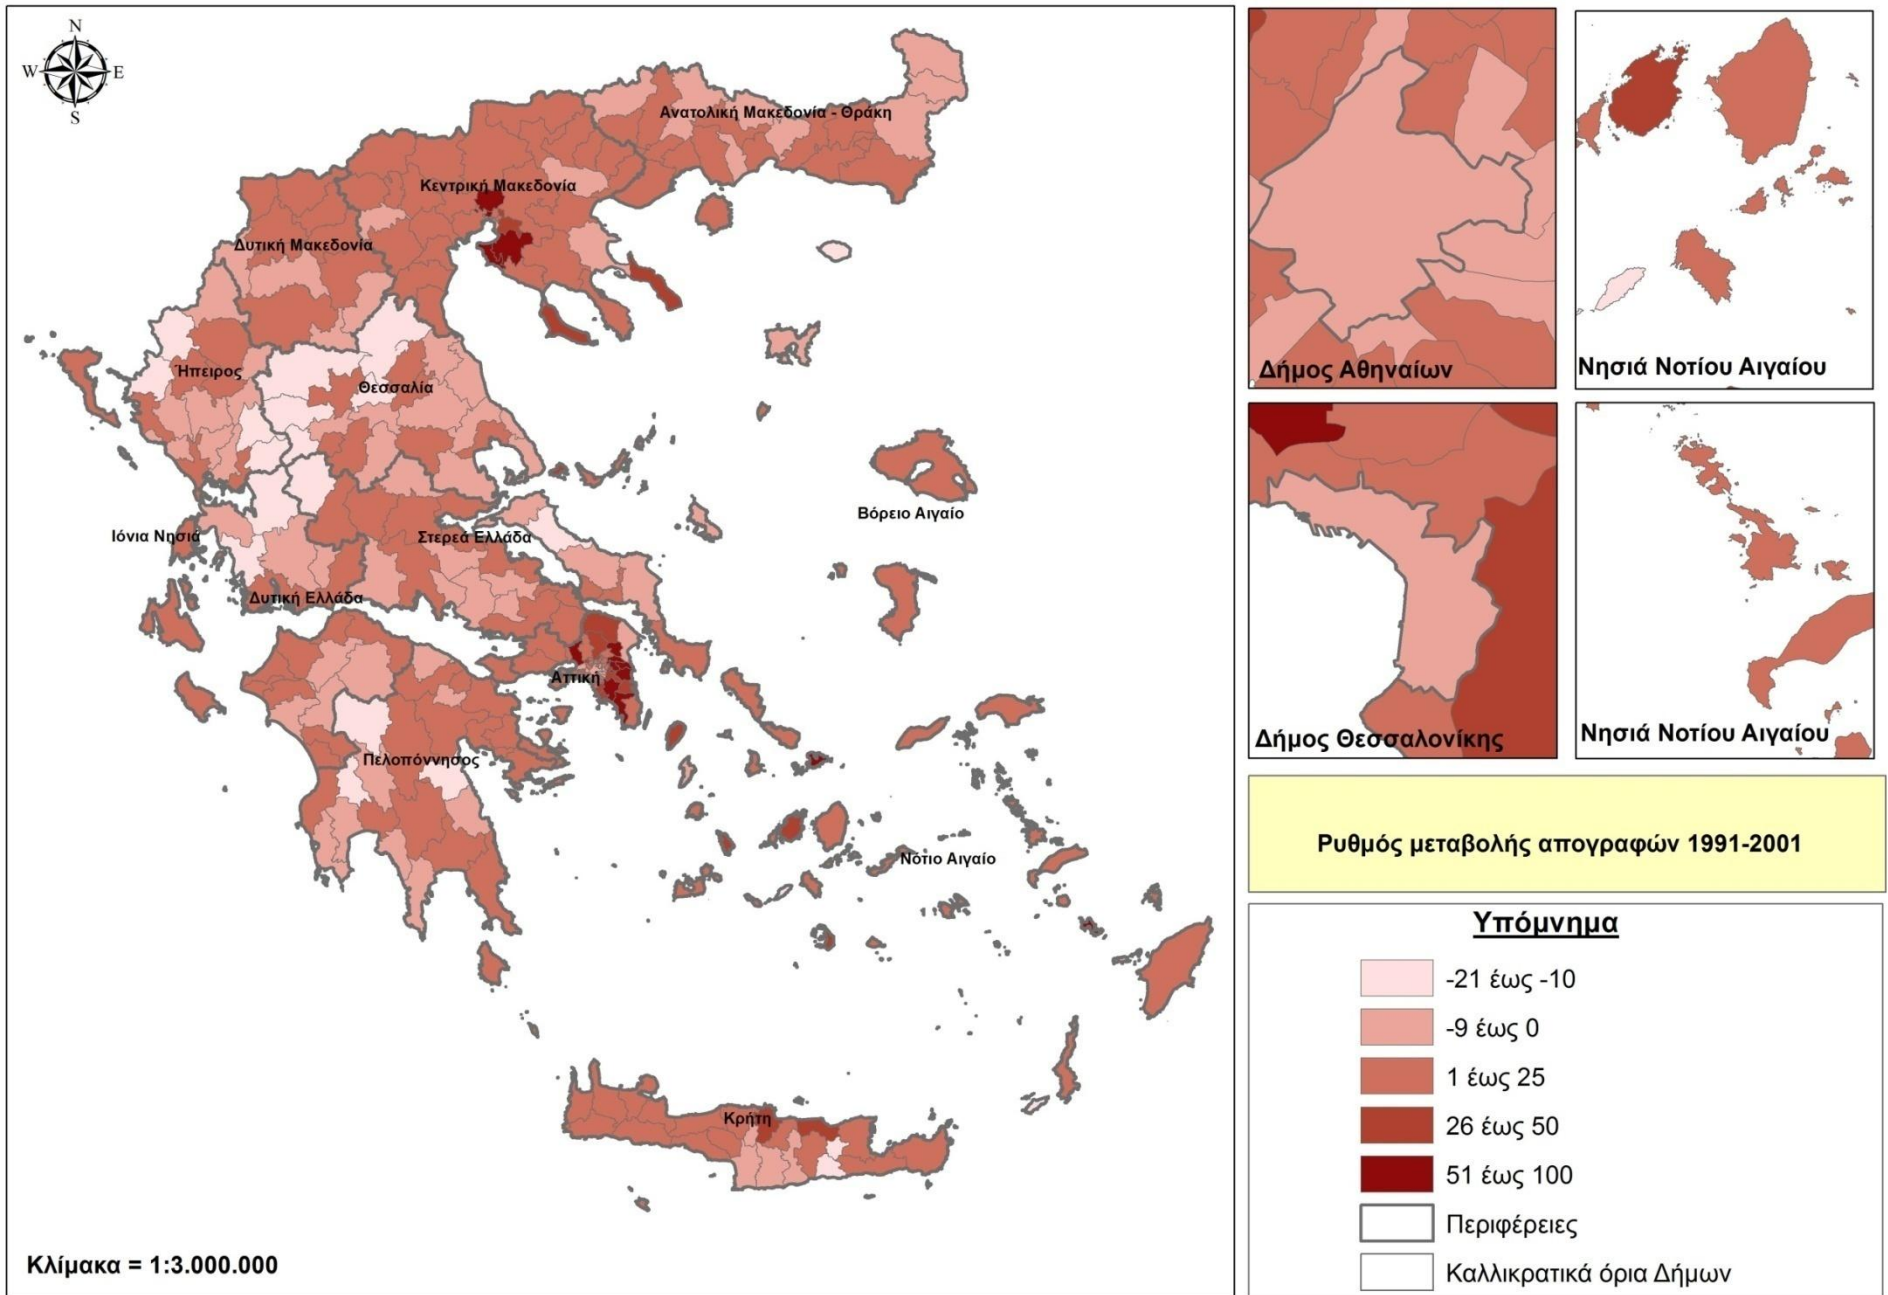 N
W
E
S
Ανατολική Μακεδονία - Θράκη
Κεντρική Μακεδονία
Δυτική Μακεδονία
Ήπειρος
Θεσσαλία
Βόρειο Αιγαίο
Ιόνια Νησιά
Στερεά Ελλάδα
Δυτική Ελλάδα
Αττική
Πελοπόννησος
Νότιο Αιγαίο
Κρήτη
Κλίμακα = 1:3.000.000
Δήμος Αθηναίων
Νησιά Νοτίου Αιγαίου
Δήμος Θεσσαλονίκης
Νησιά Νοτίου Αιγαίου
Ρυθμός μεταβολής απογραφών 1991-2001
Υπόμνημα
-21 έως -10
-9 έως 0
1 έως 25
26 έως 50
51 έως 100
Περιφέρειες
Καλλικρατικά όρια Δήμων